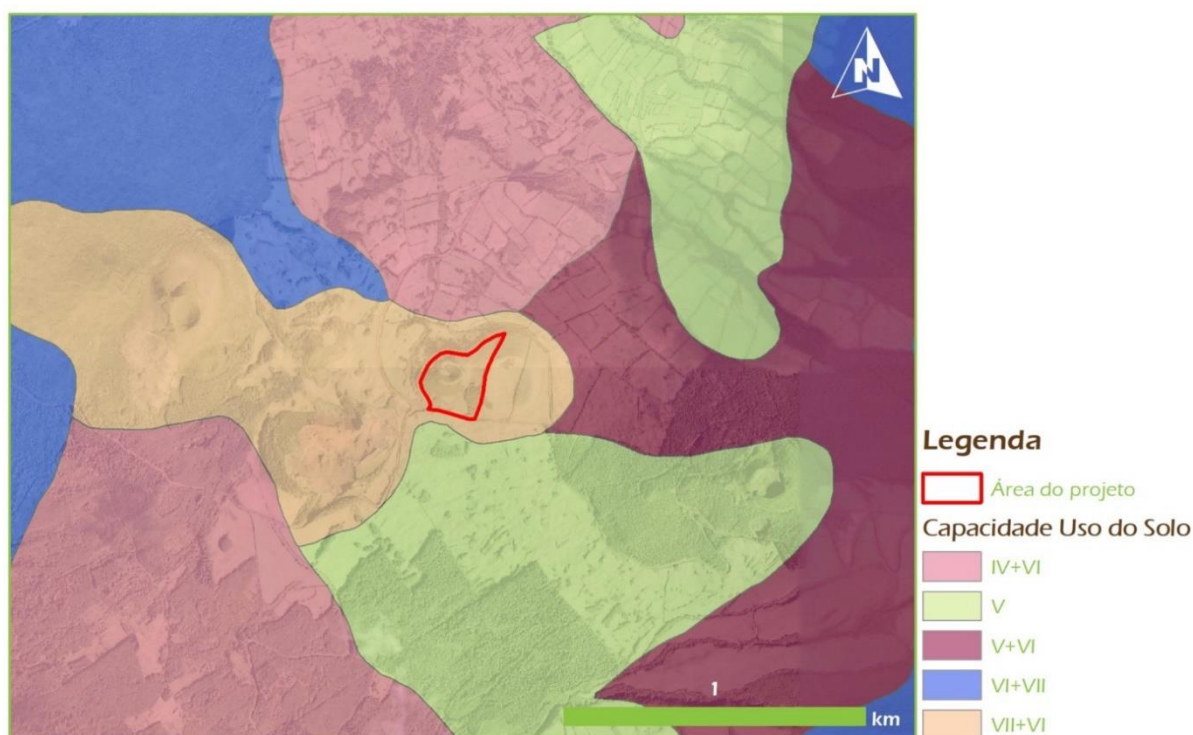 N
Legenda
Área do projeto
Capacidade Uso do Solo
IV+VI
V
V+VI
VI+VII
VII+VI
1
km